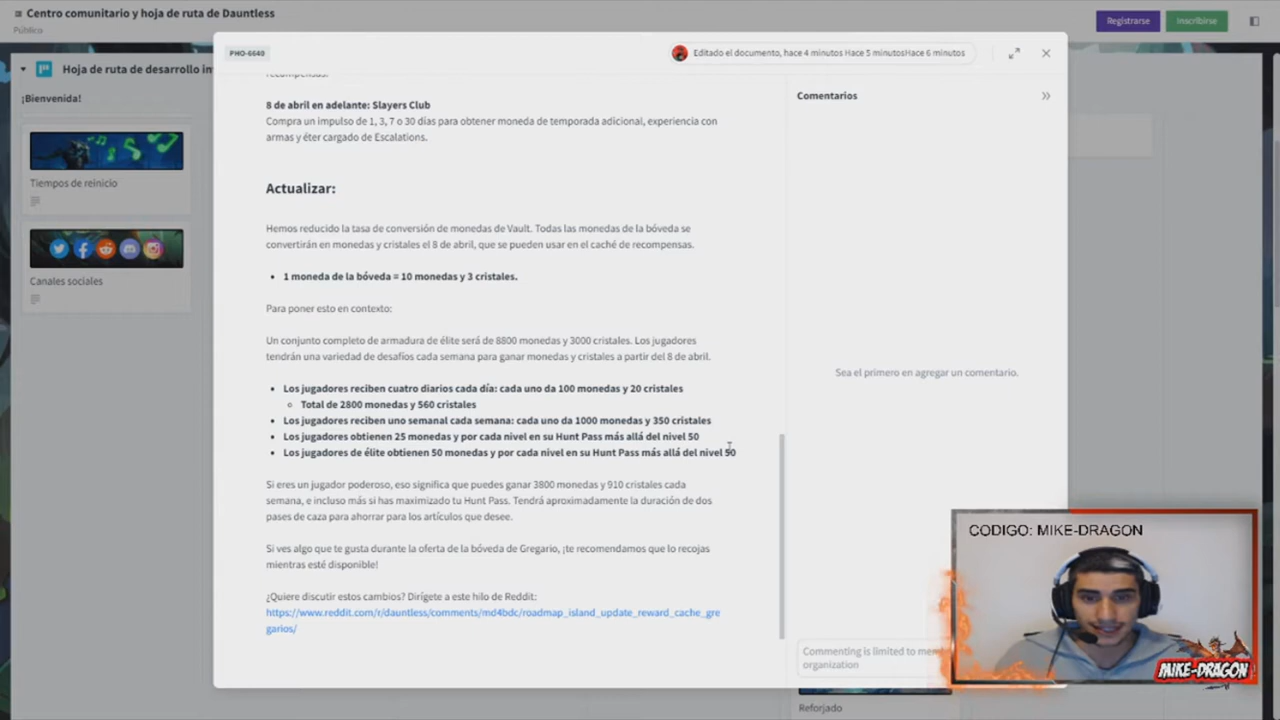 Centro comunitario y hoja de ruta de Dauntless
Público
Registrarse
Inscribirse
Hoja de ruta de desarrollo in
¡Bienvenida!
Tiempos de reinicio
Canales sociales
PHO-6640
Editado el documento, hace 4 minutos Hace 5 minutosHace 6 minutos
recompensas.
8 de abril en adelante: Slayers Club
Compra un impulso de 1, 3, 7 o 30 días para obtener moneda de temporada adicional, experiencia con
armas y éter cargado de Escalations.
Actualizar:
Hemos reducido la tasa de conversión de monedas de Vault. Todas las monedas de la bóveda se
convertirán en monedas y cristales el 8 de abril, que se pueden usar en el caché de recompensas.
• 1 moneda de la bóveda = 10 monedas y 3 cristales.
Para poner esto en contexto:
Un conjunto completo de armadura de élite será de 8800 monedas y 3000 cristales. Los jugadores
tendrán una variedad de desafíos cada semana para ganar monedas y cristales a partir del 8 de abril.
• Los jugadores reciben cuatro diarios cada día: cada uno da 100 monedas y 20 cristales
○ Total de 2800 monedas y 560 cristales
• Los jugadores reciben uno semanal cada semana: cada uno da 1000 monedas y 350 cristales
• Los jugadores obtienen 25 monedas y por cada nivel en su Hunt Pass más allá del nivel 50
• Los jugadores de élite obtienen 50 monedas y por cada nivel en su Hunt Pass más allá del nivel 50
Si eres un jugador poderoso, eso significa que puedes ganar 3800 monedas y 910 cristales cada
semana, e incluso más si has maximizado tu Hunt Pass. Tendrá aproximadamente la duración de dos
pases de caza para ahorrar para los artículos que desee.
Si ves algo que te gusta durante la oferta de la bóveda de Gregario, ¡te recomendamos que lo recojas
mientras esté disponible!
¿Quiere discutir estos cambios? Dirígete a este hilo de Reddit:
https://www.reddit.com/r/dauntless/comments/md4bdc/roadmap_island_update_reward_cache_gre
garios/
Comentarios
Sea el primero en agregar un comentario.
Commenting is limited to mem
organization
Reforjado
CODIGO: MIKE-DRAGON
MIKE-DRAGON